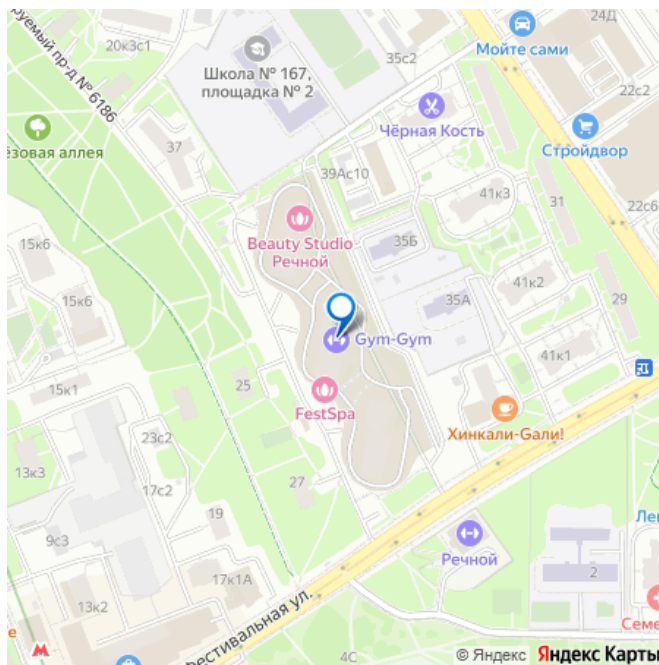 24Д
20к3с1
35с2
Мойте сами
руемый пр-д № 6186
Школа № 167,
площадка № 2
22с2
Чёрная Кость
Стройдвор
ёзовая аллея
37
39Ас10
41к3
31
22с6
Beauty Studio
Речной
35Б
15к6
41к2
15к6
35А
29
Gym-Gym
41к1
25
15к1
FestSpa
Хинкали-Gали!
23с2
13к3
17с2
27
19
9с3
Речной
Ле
2
17к1А
13к2
Фестивальная ул.
Семе
е
4С
© Яндекс
Яндекс Карты